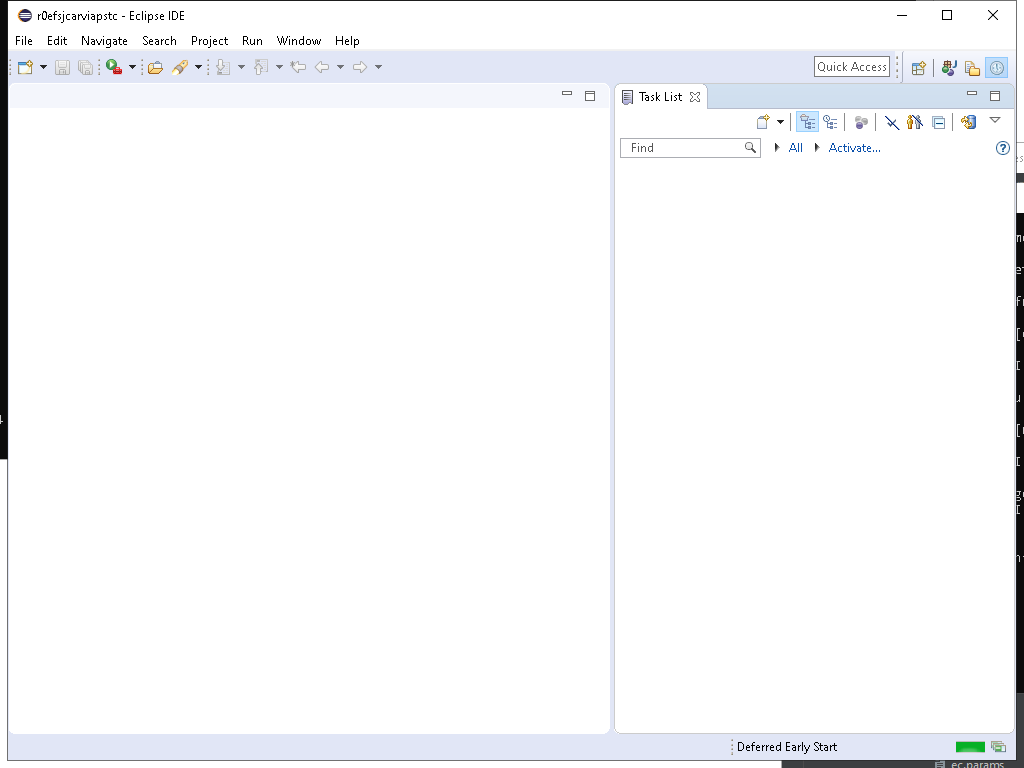 r0efsjcarviapstc - Eclipse IDE
File Edit Navigate Search Project Run Window Help
Quick Access
Task List
Find All Activate...
Deferred Early Start
ec.params